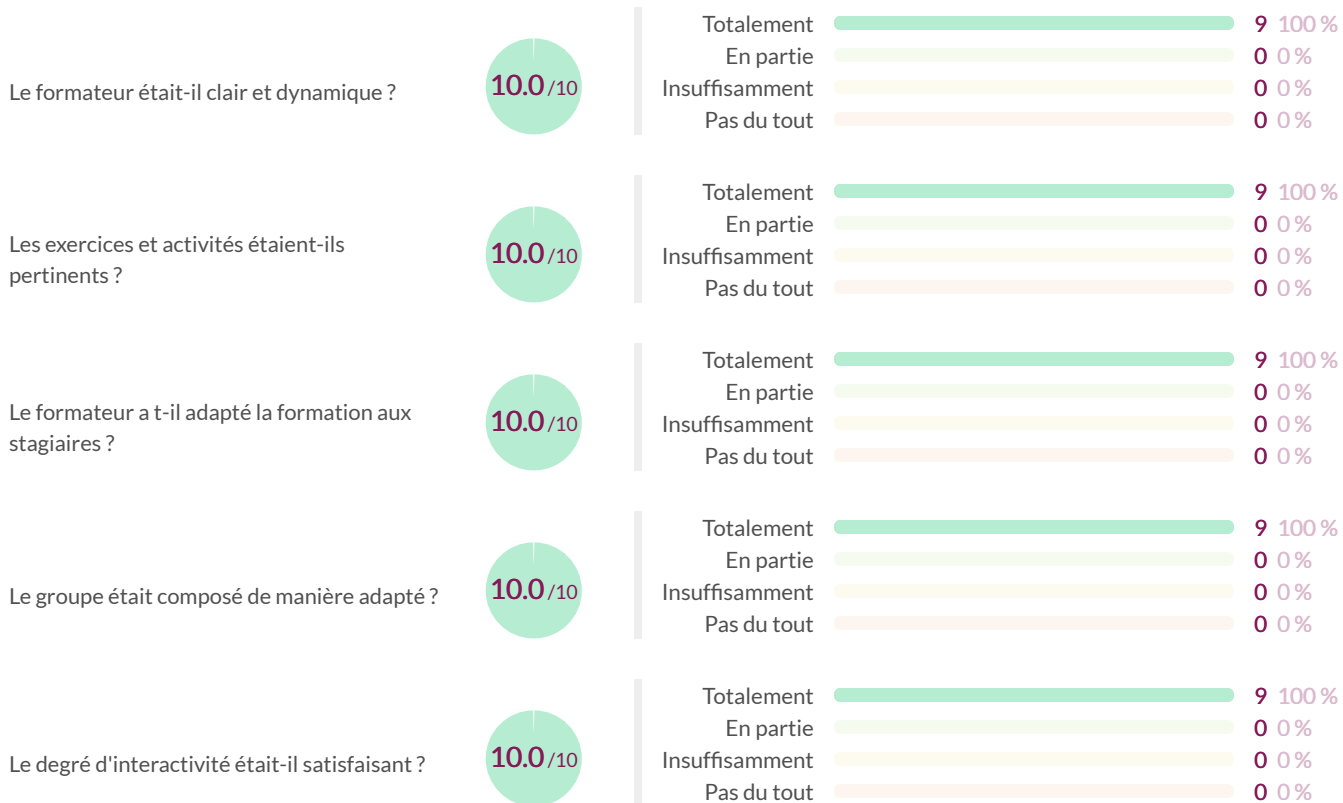 Le formateur était-il clair et dynamique ?
10.0 /10
Totalement 9 100 %
En partie 0 0 %
Insuffisamment 0 0 %
Pas du tout 0 0 %
Les exercices et activités étaient-ils
pertinents ?
10.0 /10
Totalement 9 100 %
En partie 0 0 %
Insuffisamment 0 0 %
Pas du tout 0 0 %
Le formateur a t-il adapté la formation aux
stagiaires ?
10.0 /10
Totalement 9 100 %
En partie 0 0 %
Insuffisamment 0 0 %
Pas du tout 0 0 %
Le groupe était composé de manière adapté ?
10.0 /10
Totalement 9 100 %
En partie 0 0 %
Insuffisamment 0 0 %
Pas du tout 0 0 %
Le degré d'interactivité était-il satisfaisant ?
10.0 /10
Totalement 9 100 %
En partie 0 0 %
Insuffisamment 0 0 %
Pas du tout 0 0 %